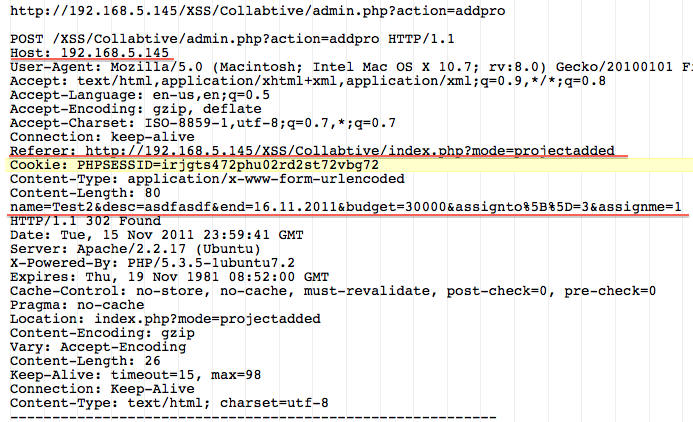 http://192.168.5.145/XSS/Collabtive/admin.php?action=addpro
POST /XSS/Collabtive/admin.php?action=addpro HTTP/1.1
Host: 192.168.5.145
User-Agent: Mozilla/5.0 (Macintosh; Intel Mac OS X 10.7; rv:8.0) Gecko/20100101 Fi
Accept: text/html,application/xhtml+xml,application/xml;q=0.9,*/*;q=0.8
Accept-Language: en-us,en;q=0.5
Accept-Encoding: gzip, deflate
Accept-Charset: ISO-8859-1,utf-8;q=0.7,*;q=0.7
Connection: keep-alive
Referer: http://192.168.5.145/XSS/Collabtive/index.php?mode=projectadded
Cookie: PHPSESSID=irjgts472phu02rd2st72vbg72
Content-Type: application/x-www-form-urlencoded
Content-Length: 80
name=Test2&desc=asdfasdf&end=16.11.2011&budget=30000&assignto%5B%5D=3&assignme=1
HTTP/1.1 302 Found
Date: Tue, 15 Nov 2011 23:59:41 GMT
Server: Apache/2.2.17 (Ubuntu)
X-Powered-By: PHP/5.3.5-1ubuntu7.2
Expires: Thu, 19 Nov 1981 08:52:00 GMT
Cache-Control: no-store, no-cache, must-revalidate, post-check=0, pre-check=0
Pragma: no-cache
Location: index.php?mode=projectadded
Content-Encoding: gzip
Vary: Accept-Encoding
Content-Length: 26
Keep-Alive: timeout=15, max=98
Connection: Keep-Alive
Content-Type: text/html; charset=utf-8
----------------------------------------------------------